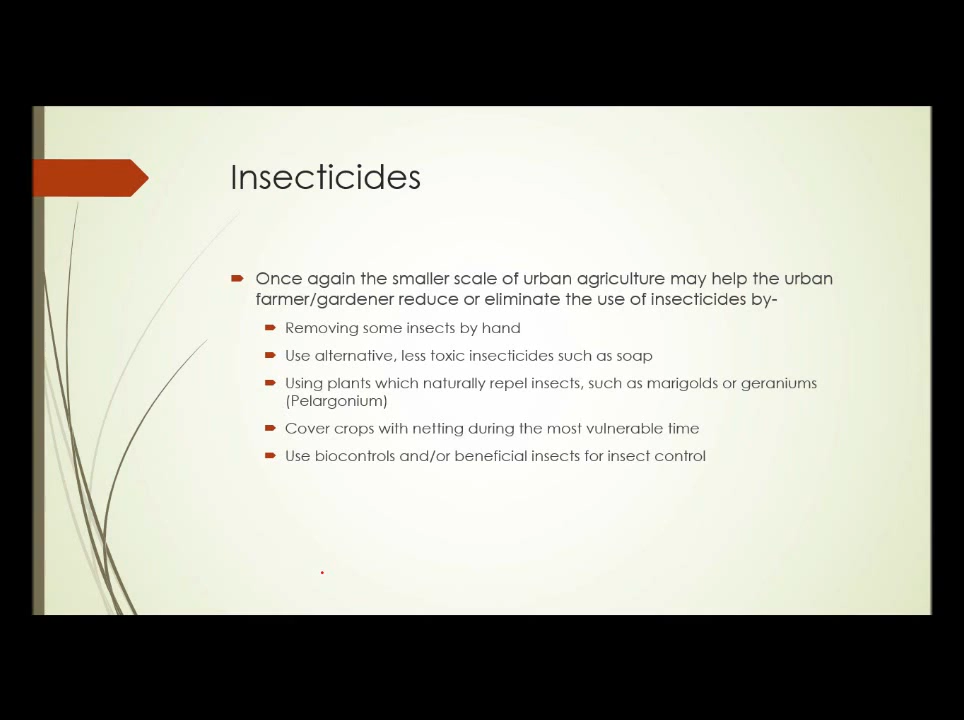 Insecticides
Once again the smaller scale of urban agriculture may help the urban
farmer/gardener reduce or eliminate the use of insecticides by-
Removing some insects by hand
Use alternative, less toxic insecticides such as soap
Using plants which naturally repel insects, such as marigolds or geraniums
(Pelargonium)
Cover crops with netting during the most vulnerable time
Use biocontrols and/or beneficial insects for insect control